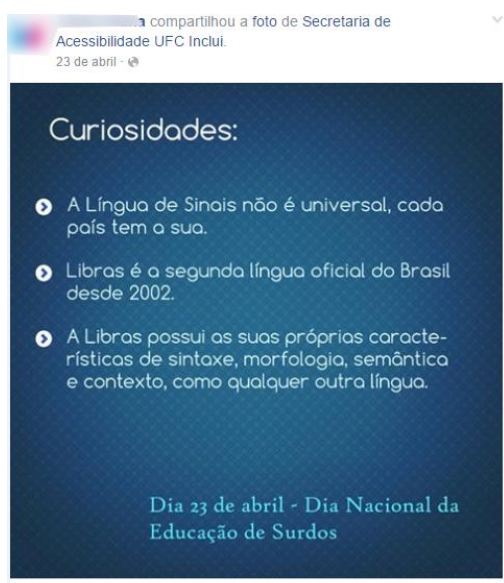 compartilhou a foto de Secretaria de
Acessibilidade UFC Inclui.
23 de abril ·
Curiosidades:
A Língua de Sinais não é universal, cada
país tem a sua.
Libras é a segunda língua oficial do Brasil
desde 2002.
A Libras possui as suas próprias caracte-
rísticas de sintaxe, morfologia, semântica
e contexto, como qualquer outra língua.
Dia 23 de abril - Dia Nacional da
Educação de Surdos